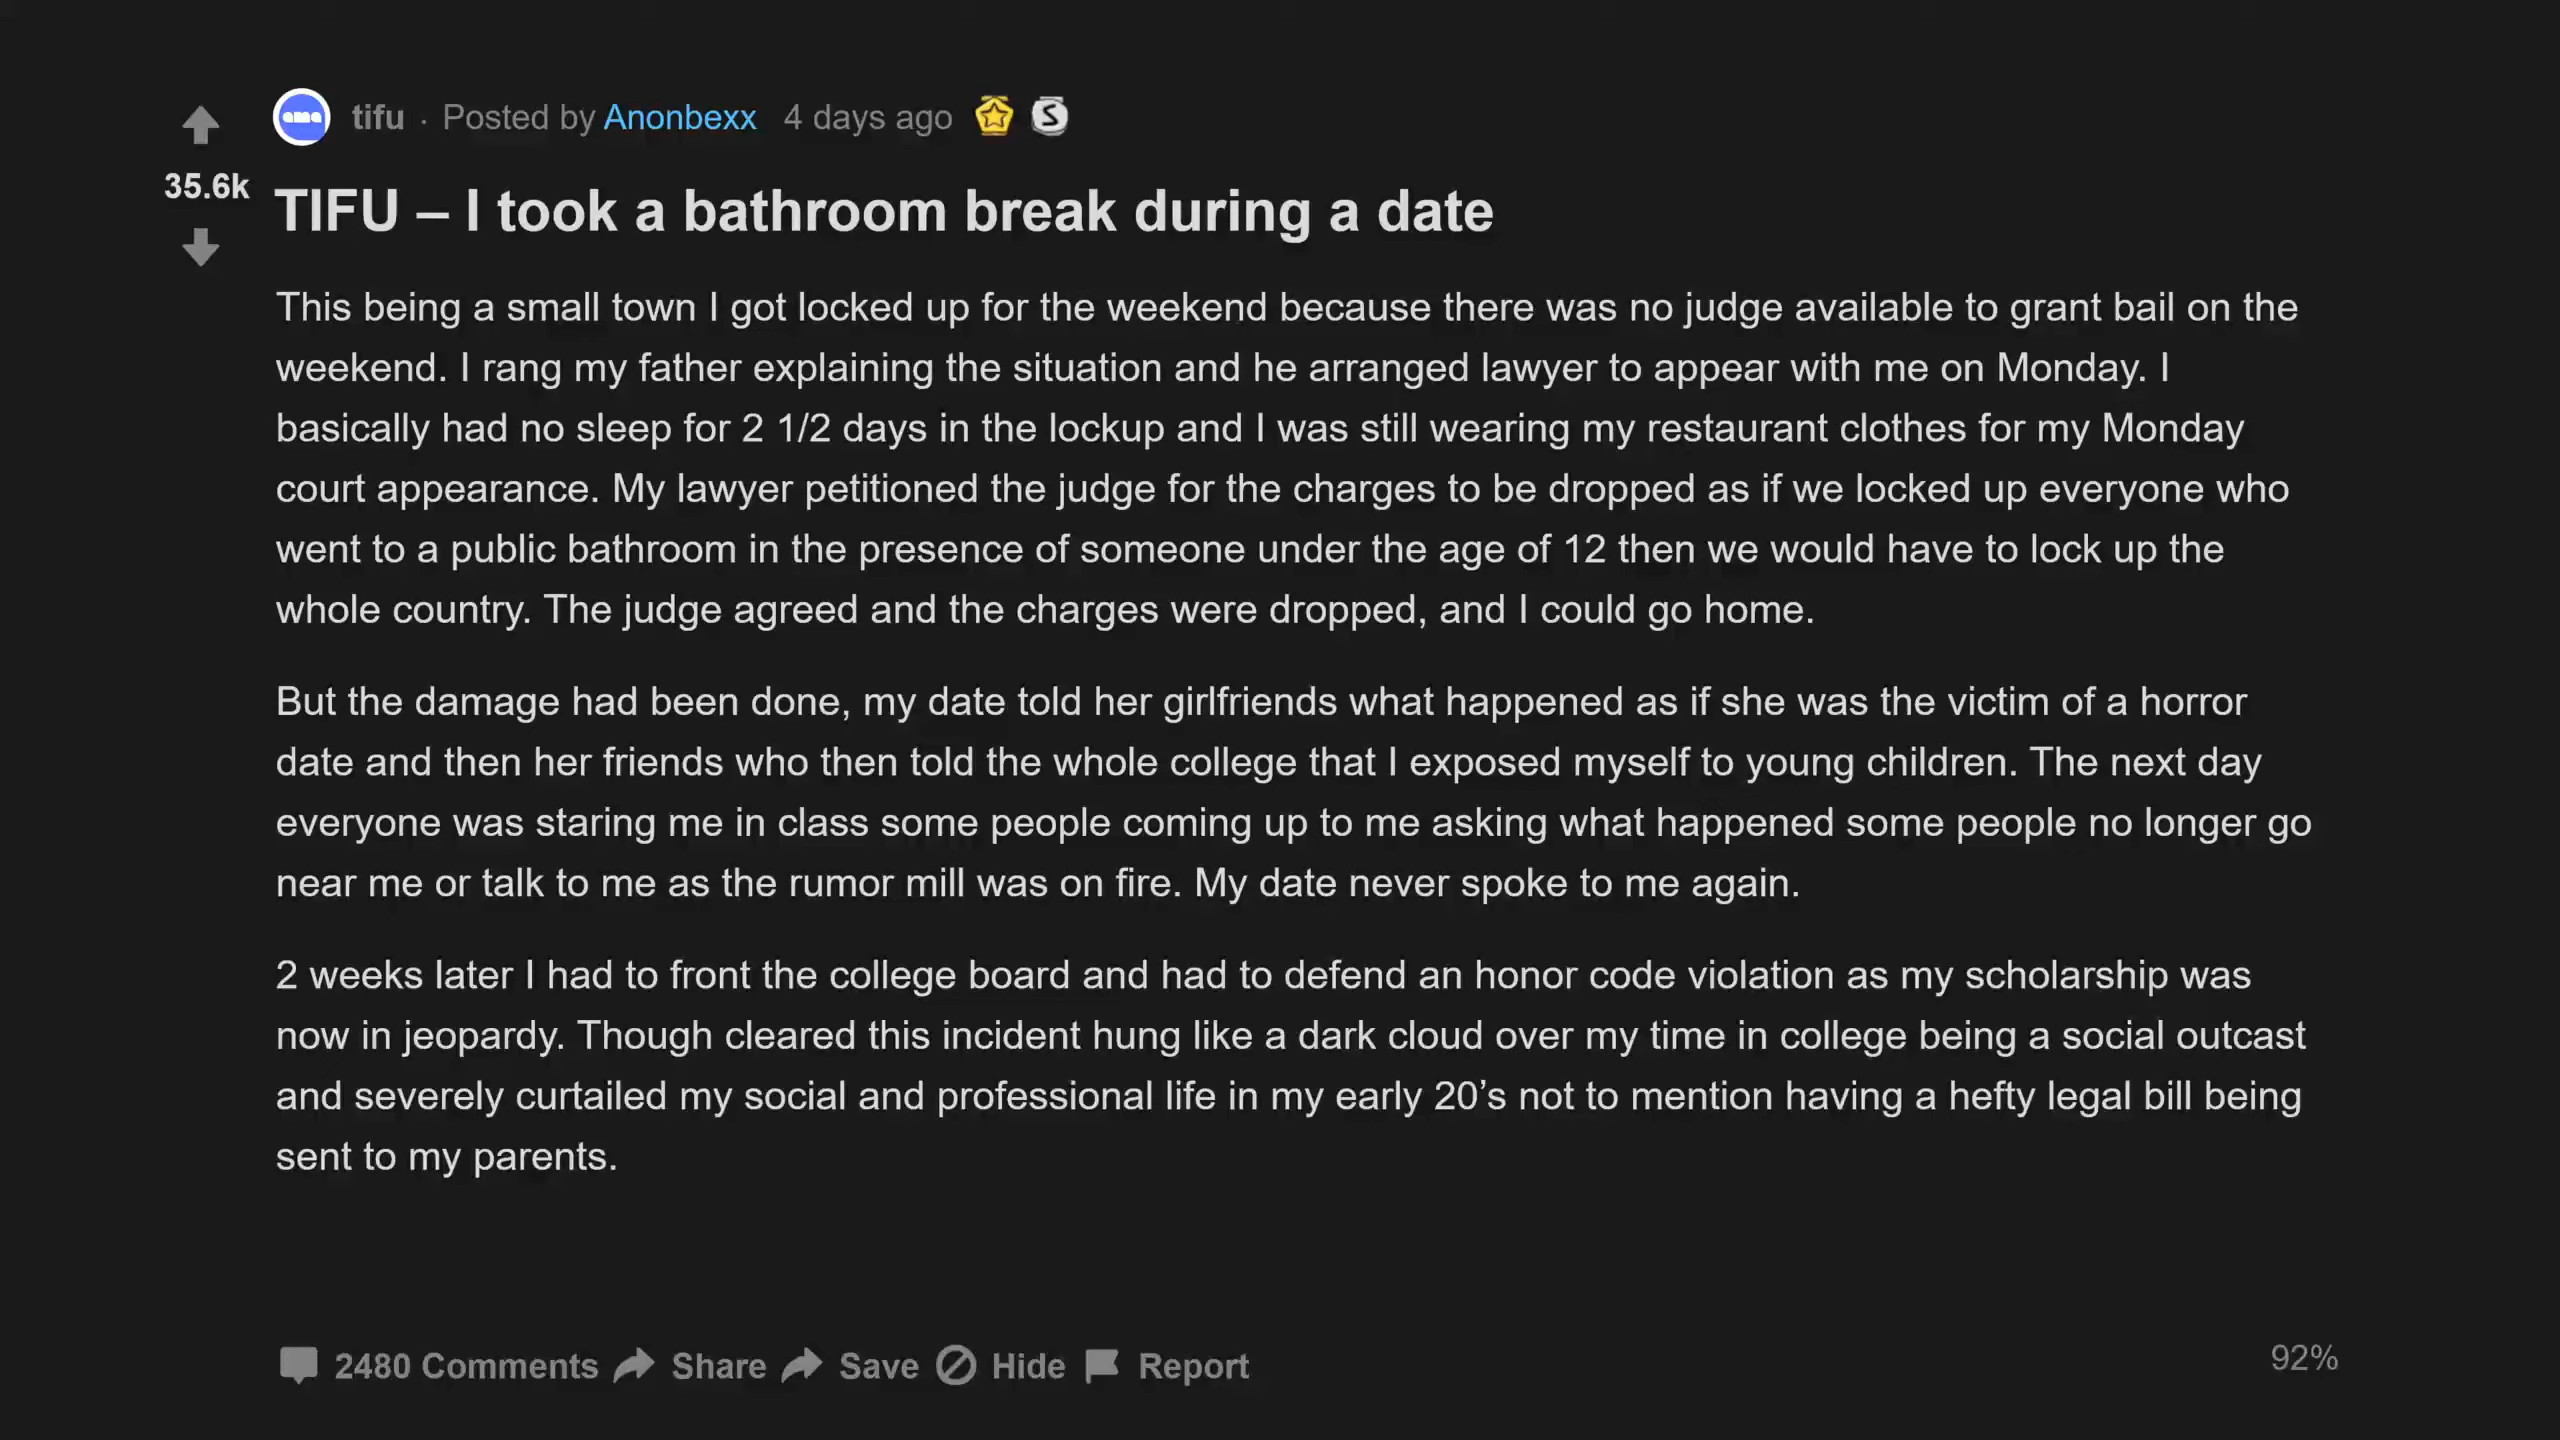 tifu · Posted by Anonbexx 4 days ago
35.6k
TIFU – I took a bathroom break during a date
This being a small town I got locked up for the weekend because there was no judge available to grant bail on the
weekend. I rang my father explaining the situation and he arranged lawyer to appear with me on Monday. I
basically had no sleep for 2 1/2 days in the lockup and I was still wearing my restaurant clothes for my Monday
court appearance. My lawyer petitioned the judge for the charges to be dropped as if we locked up everyone who
went to a public bathroom in the presence of someone under the age of 12 then we would have to lock up the
whole country. The judge agreed and the charges were dropped, and I could go home.
But the damage had been done, my date told her girlfriends what happened as if she was the victim of a horror
date and then her friends who then told the whole college that I exposed myself to young children. The next day
everyone was staring me in class some people coming up to me asking what happened some people no longer go
near me or talk to me as the rumor mill was on fire. My date never spoke to me again.
2 weeks later I had to front the college board and had to defend an honor code violation as my scholarship was
now in jeopardy. Though cleared this incident hung like a dark cloud over my time in college being a social outcast
and severely curtailed my social and professional life in my early 20’s not to mention having a hefty legal bill being
sent to my parents.
2480 Comments Share Save Hide Report
92%